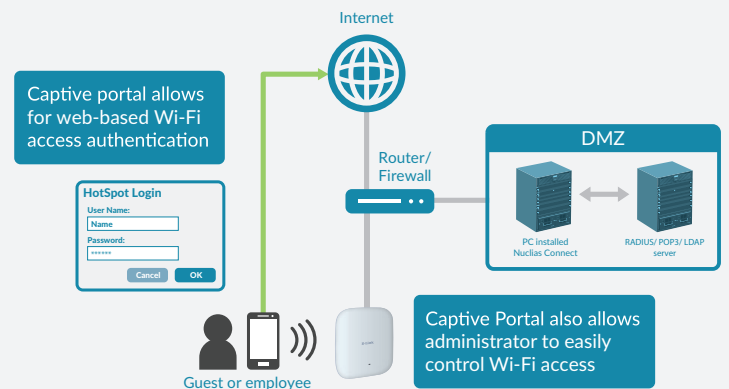 Internet
Captive portal allows
for web-based Wi-Fi
access authentication
Router/
Firewall
DMZ
PC installed
Nuclias Connect
RADIUS/ POP3/ LDAP
server
HotSpot Login
User Name:
Name
Password:
******
Cancel
OK
Captive Portal also allows
administrator to easily
control Wi-Fi access
Guest or employee